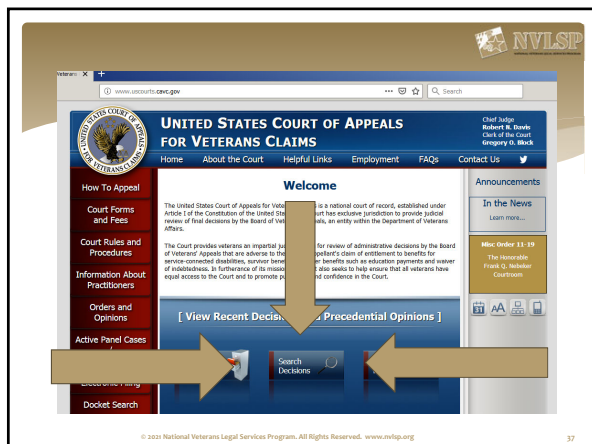 NVLSP
NATIONAL VETERANS LEGAL SERVICES PROGRAM
Veterans X +
www.uscourts.cavc.gov
Search
UNITED STATES COURT OF APPEALS
FOR VETERANS CLAIMS
Chief Judge
Robert N. Davis
Clerk of the Court
Gregory O. Block
Home About the Court Helpful Links Employment FAQs Contact Us
How To Appeal
Court Forms
and Fees
Court Rules and
Procedures
Information About
Practitioners
Orders and
Opinions
Active Panel Cases
Electronic Filing
Docket Search
Welcome
The United States Court of Appeals for is a national court of record, established under
Article I of the Constitution of the United has exclusive jurisdiction to provide judicial
review of final decisions by the Board of an entity within the Department of Veterans
Affairs.
The Court provides veterans an impartial for review of administrative decisions by the Board
of Veterans' Appeals that are adverse to the claim of entitlement to benefits for
service-connected disabilities, survivor benefits such as education payments and waiver
of indebtedness. In furtherance of its also seeks to help ensure that all veterans have
equal access to the Court and to promote confidence in the Court.
[ View Recent Precedential Opinions ]
Search
Decisions
Announcements
In the News
Learn more...
Misc Order 11-19
The Honorable
Frank Q. Nebeker
Courtroom
31 AA
© 2021 National Veterans Legal Services Program. All Rights Reserved. www.nvlsp.org
37